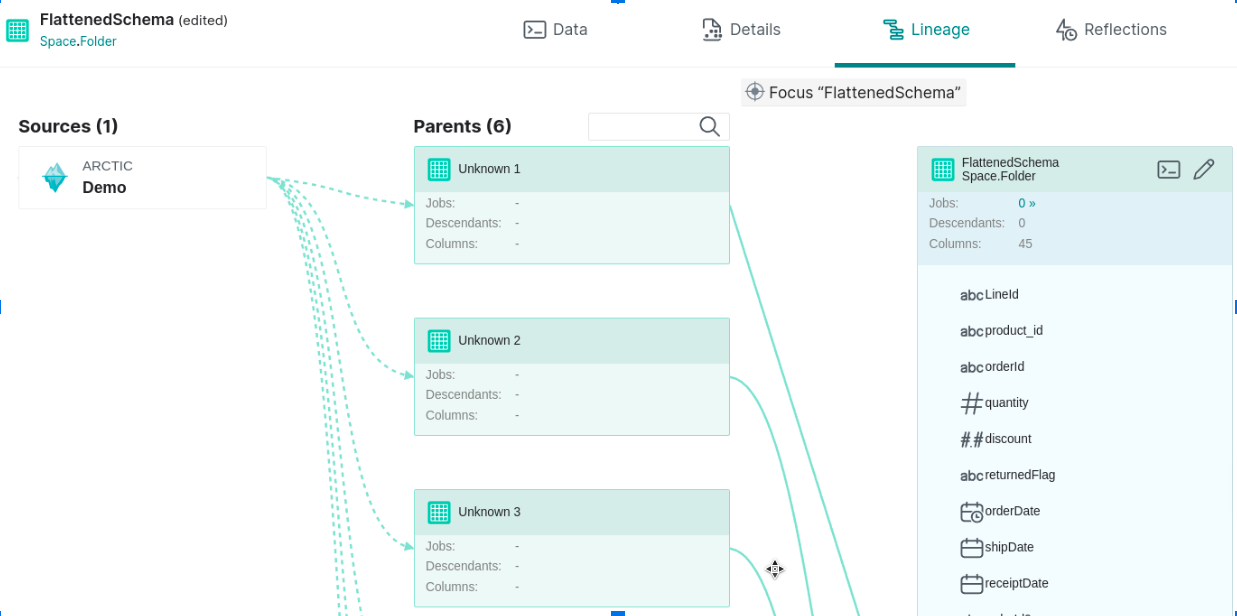 FlattenedSchema (edited)
Space.Folder
Data
Details
Lineage
Reflections
Focus “FlattenedSchema”
Sources (1)
ARCTIC
Demo
Parents (6)
Unknown 1
Jobs: -
Descendants: -
Columns: -
Unknown 2
Jobs: -
Descendants: -
Columns: -
Unknown 3
Jobs: -
Descendants: -
Columns: -
FlattenedSchema
Space.Folder
Jobs: 0 »
Descendants: 0
Columns: 45
abc LineId
abc product_id
abc orderId
# quantity
#.# discount
abc returnedFlag
orderDate
shipDate
receiptDate